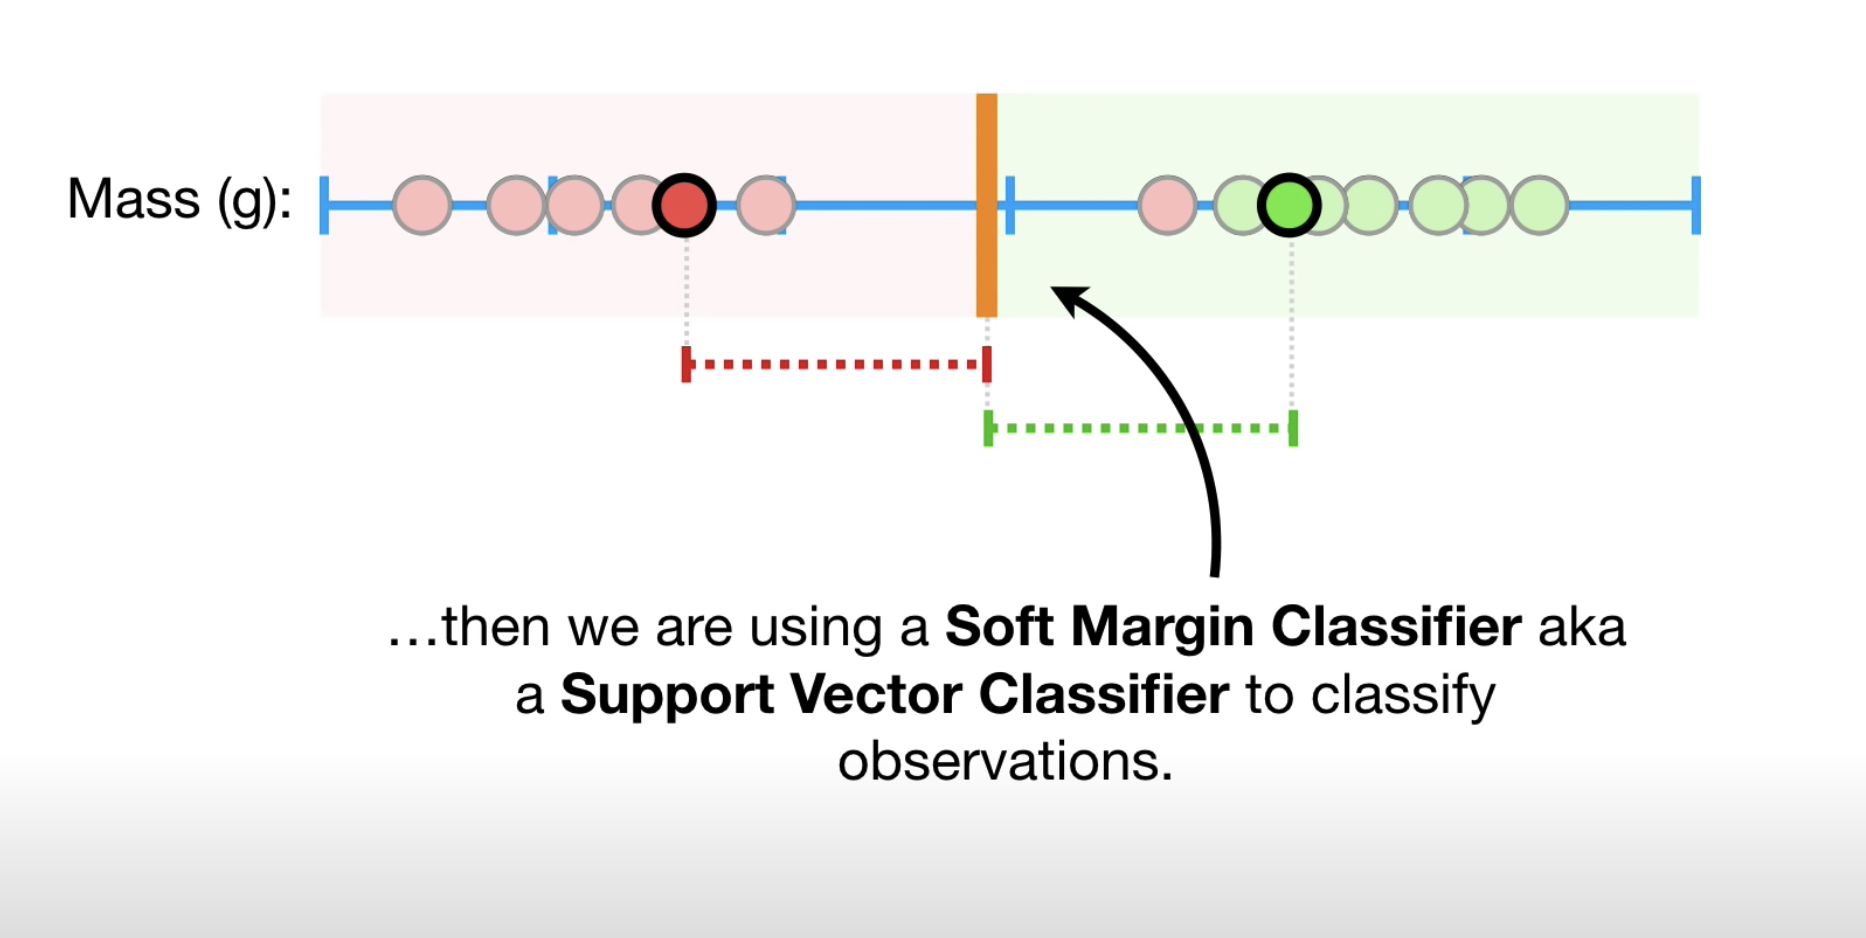 Mass (g):
...then we are using a Soft Margin Classifier aka
a Support Vector Classifier to classify
observations.